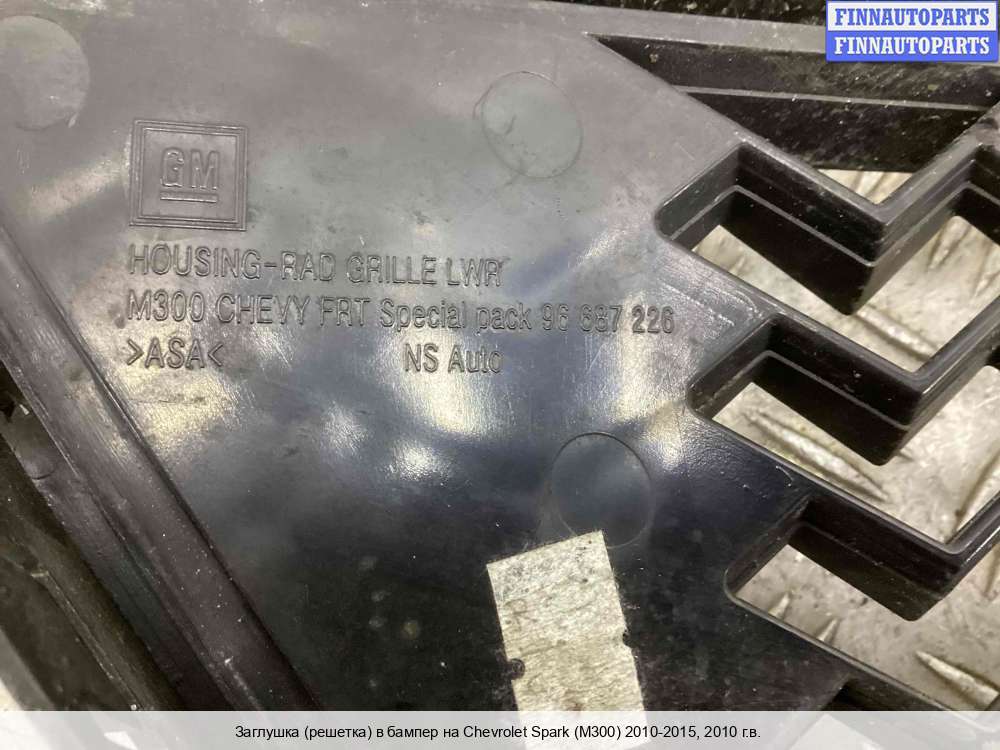 FINNAUTOPARTS
FINNAUTOPARTS
GM
HOUSING-RAD GRILLE LWR
M300 CHEVY FRT Special pack 96 687 226
>ASA<
NS Auto
Заглушка (решетка) в бампер на Chevrolet Spark (M300) 2010-2015, 2010 г.в.